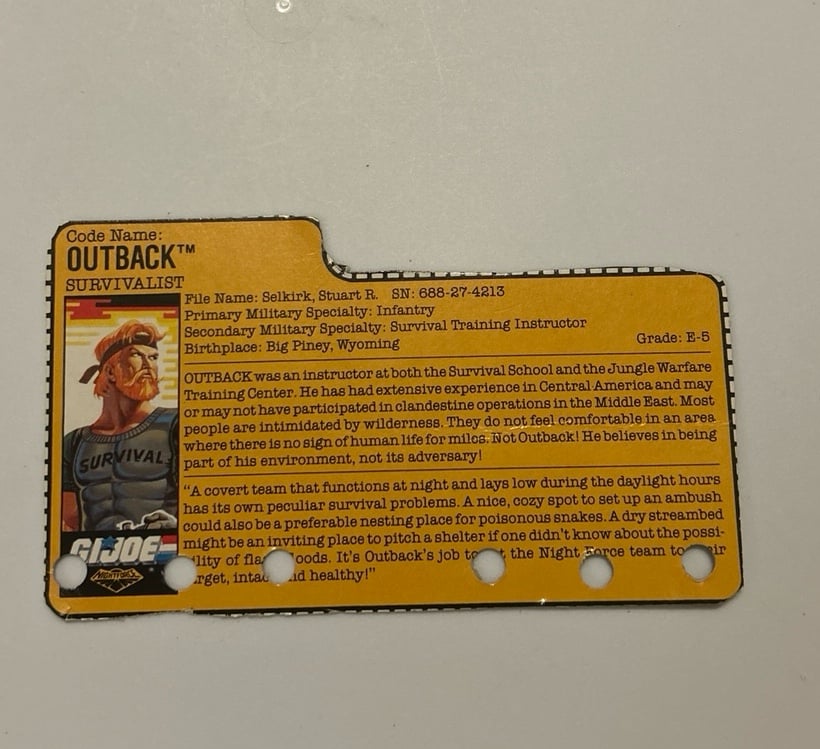 Code Name:
OUTBACK™
SURVIVALIST
File Name: Selkirk, Stuart R. SN: 688-27-4213
Primary Military Specialty: Infantry
Secondary Military Specialty: Survival Training Instructor
Birthplace: Big Piney, Wyoming Grade: E-5
OUTBACK was an instructor at both the Survival School and the Jungle Warfare
Training Center. He has had extensive experience in Central America and may
or may not have participated in clandestine operations in the Middle East. Most
people are intimidated by wilderness. They do not feel comfortable in an area
where there is no sign of human life for miles. Not Outback! He believes in being
part of his environment, not its adversary!
SURVIVAL
"A covert team that functions at night and lays low during the daylight hours
has its own peculiar survival problems. A nice, cozy spot to set up an ambush
could also be a preferable nesting place for poisonous snakes. A dry streambed
might be an inviting place to pitch a shelter if one didn't know about the possi-
of It's Outback's job the Night team
healthy!"
GIJOE
NIGHT FORCE